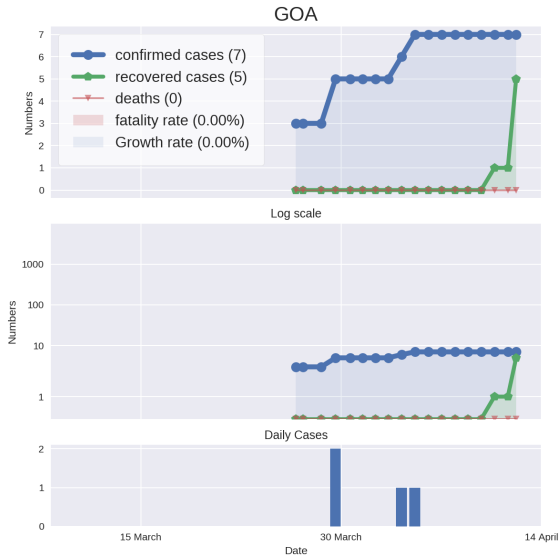 GOA
7
6
5
4
3
2
1
0
Numbers
confirmed cases (7)
recovered cases (5)
deaths (0)
fatality rate (0.00%)
Growth rate (0.00%)
Log scale
1000
10
1
Numbers
Daily Cases
2
1
0
15 March
30 March
14 April
Date